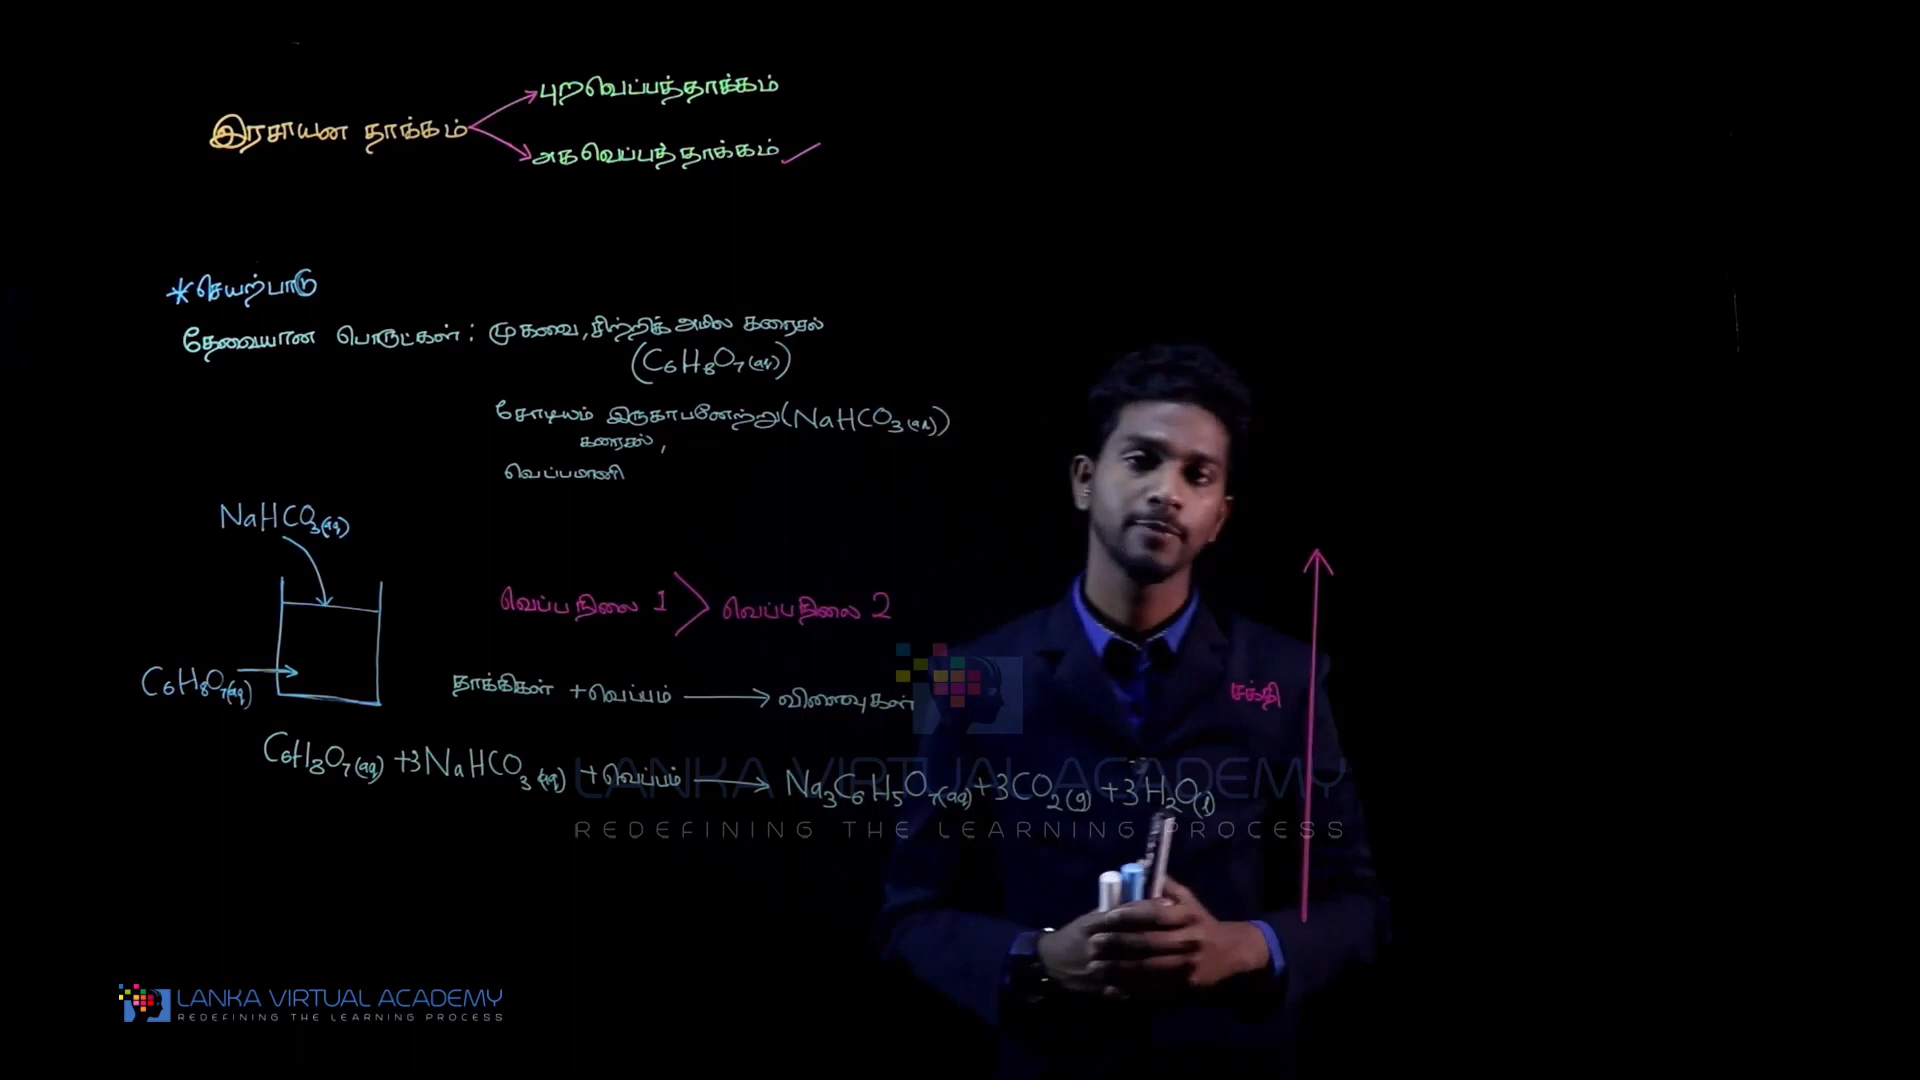 புறவெப்பத்தாக்கம்
இரசாயன தாக்கம்
அகவெப்பத்தாக்கம்
*செயற்பாடு
தேவையான பொருட்கள் : முகவை, சிற்றிக் அமில கரைசல்
(C6H8O7(aq))
சோடியம் இருகாபனேற்று(NaHCO3(aq))
கரைசல்,
வெப்பமானி
NaHCO3(aq)
வெப்பநிலை 1 > வெப்பநிலை 2
C6H8O7(aq)
தாக்கிகள் + வெப்பம் → விளைவுகள்
சக்தி
C6H8O7(aq) + 3NaHCO3(aq) + வெப்பம் → Na3C6H5O7(aq) + 3CO2(g) + 3H2O(l)
LANKA VIRTUAL ACADEMY
REDEFINING THE LEARNING PROCESS
LANKA VIRTUAL ACADEMY
REDEFINING THE LEARNING PROCESS